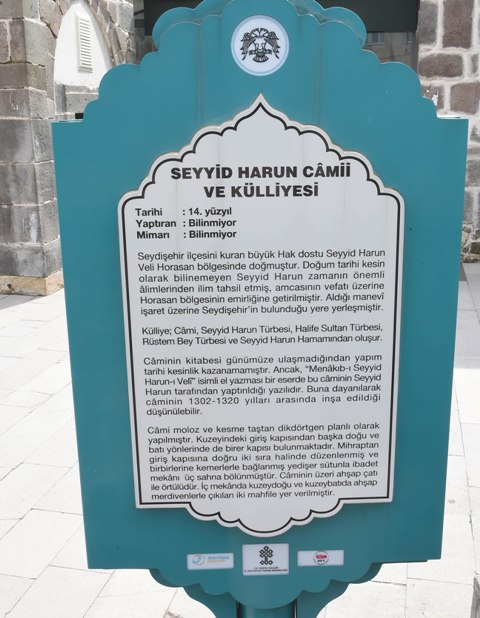 SEYYİD HARUN CÂMİİ
VE KÜLLİYESİ
Tarihi : 14. yüzyıl
Yaptıran : Bilinmiyor
Mimarı : Bilinmiyor
Seydişehir ilçesini kuran büyük Hak dostu Seyyid Harun
Veli Horasan bölgesinde doğmuştur. Doğum tarihi kesin
olarak bilinemeyen Seyyid Harun zamanın önemli
âlimlerinden ilim tahsil etmiş, amcasının vefatı üzerine
Horasan bölgesinin emirliğine getirilmiştir. Aldığı manevî
işaret üzerine Seydişehir'in bulunduğu yere yerleşmiştir.
Külliye; Câmi, Seyyid Harun Türbesi, Halife Sultan Türbesi,
Rüstem Bey Türbesi ve Seyyid Harun Hamamından oluşur.
Câminin kitabesi günümüze ulaşmadığından yapım
tarihi kesinlik kazanamamıştır. Ancak, "Menâkıb-ı Seyyid
Harun-ı Velî" isimli el yazması bir eserde bu câminin Seyyid
Harun tarafından yaptırıldığı yazılıdır. Buna dayanılarak
câminin 1302-1320 yılları arasında inşa edildiği
düşünülebilir.
Câmi moloz ve kesme taştan dikdörtgen planlı olarak
yapılmıştır. Kuzeyindeki giriş kapısından başka doğu ve
batı yönlerinde de birer kapısı bulunmaktadır. Mihraptan
giriş kapısına doğru iki sıra halinde düzenlenmiş ve
birbirlerine kemerlerle bağlanmış yedişer sütunla ibadet
mekânı üç sahna bölünmüştür. Câminin üzeri ahşap çatı
ile örtülüdür. İç mekânda kuzeydoğu ve kuzeybatıda ahşap
merdivenlerle çıkılan iki mahfile yer verilmiştir.